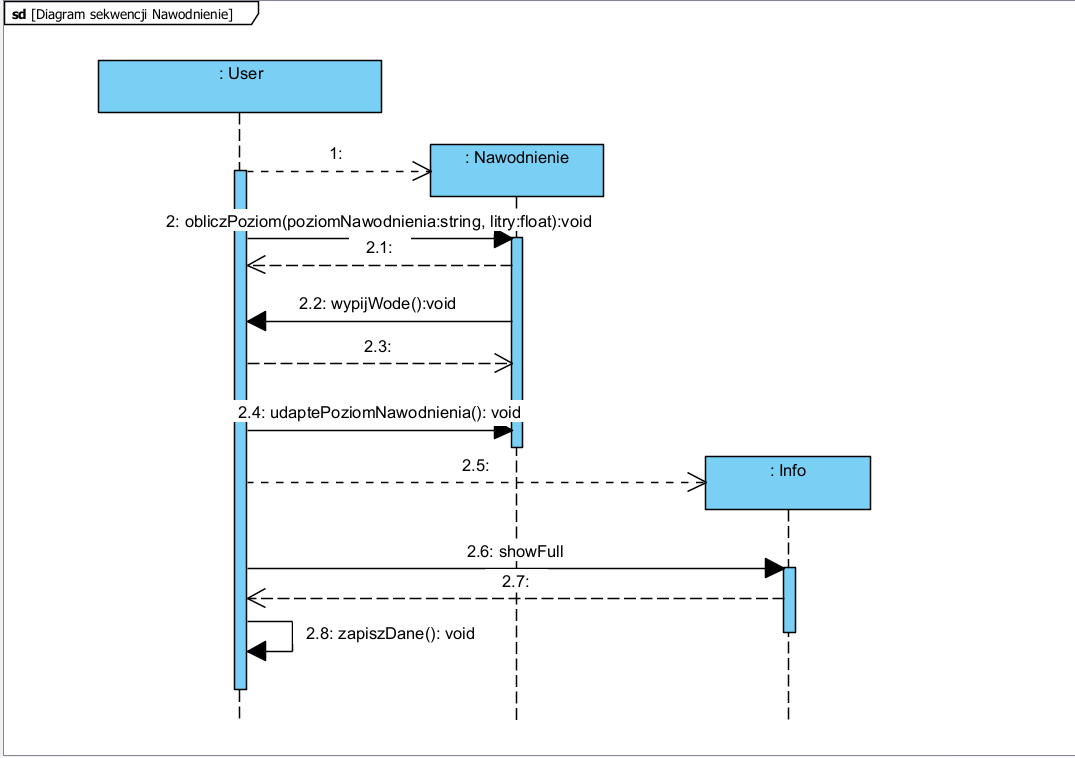 sd [Diagram sekwencji Nawodnienie]
: User
1:
: Nawodnienie
2: obliczPoziom(poziomNawodnienia:string, litry:float):void
2.1:
2.2: wypijWode():void
2.3:
2.4: udaptePoziomNawodnienia(): void
2.5:
: Info
2.6: showFull
2.7:
2.8: zapiszDane(): void